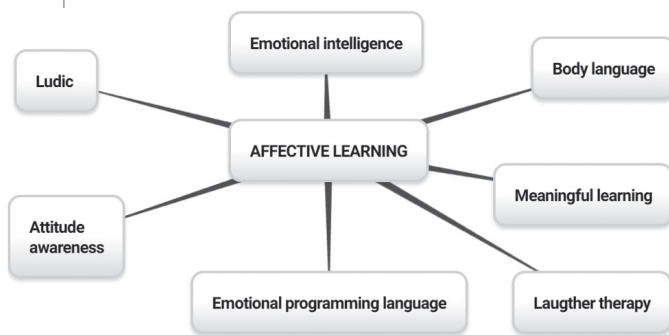 Emotional intelligence
Ludic
Body language
AFFECTIVE LEARNING
Meaningful learning
Attitude
awareness
Emotional programming language
Laugther therapy